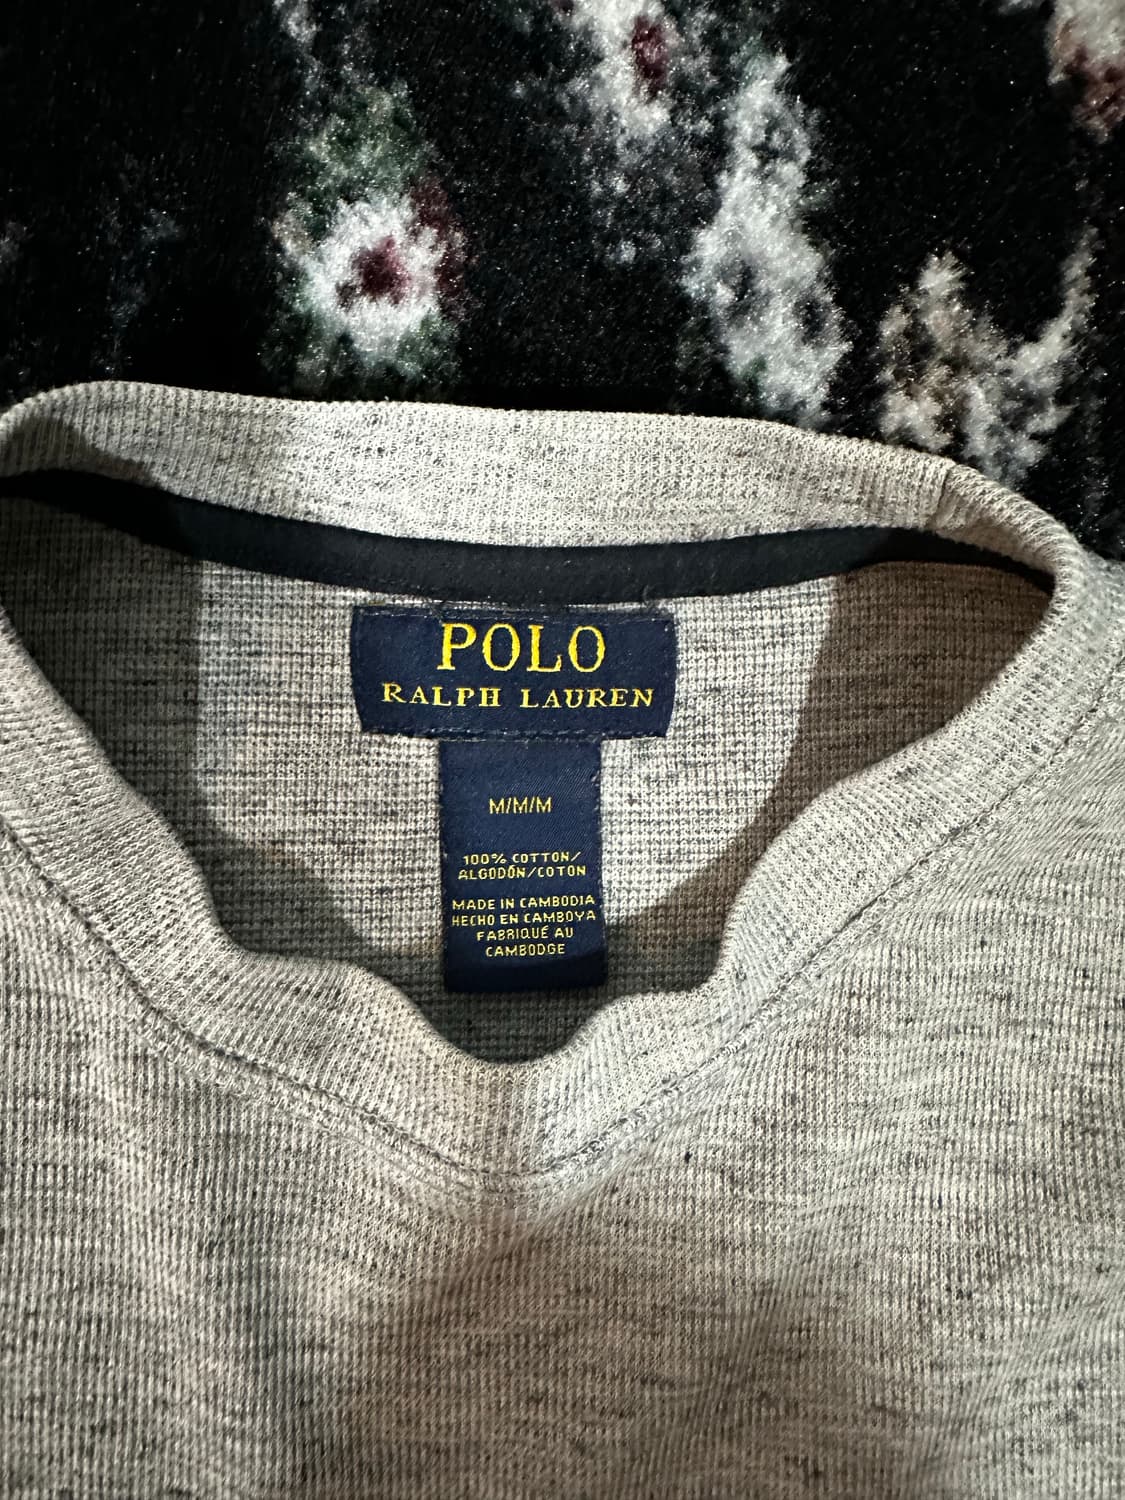 POLO
RALPH LAUREN
M/M/M
100% COTTON/
ALGODÓN/COTON
MADE IN CAMBODIA
HECHO EN CAMBOYA
FABRIQUÉ AU
CAMBODGE